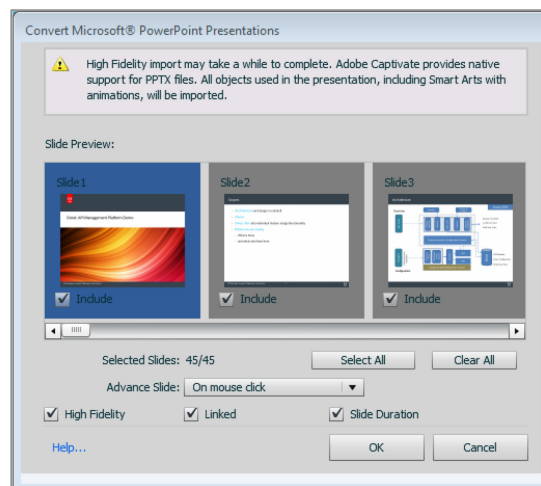 Convert Microsoft® PowerPoint Presentations
High Fidelity import may take a while to complete. Adobe Captivate provides native
support for PPTX files. All objects used in the presentation, including Smart Arts with
animations, will be imported.
Slide Preview:
Slide1 Slide2 Slide3
Include Include Include
Selected Slides: 45/45 Select All Clear All
Advance Slide: On mouse click
High Fidelity Linked Slide Duration
Help... OK Cancel